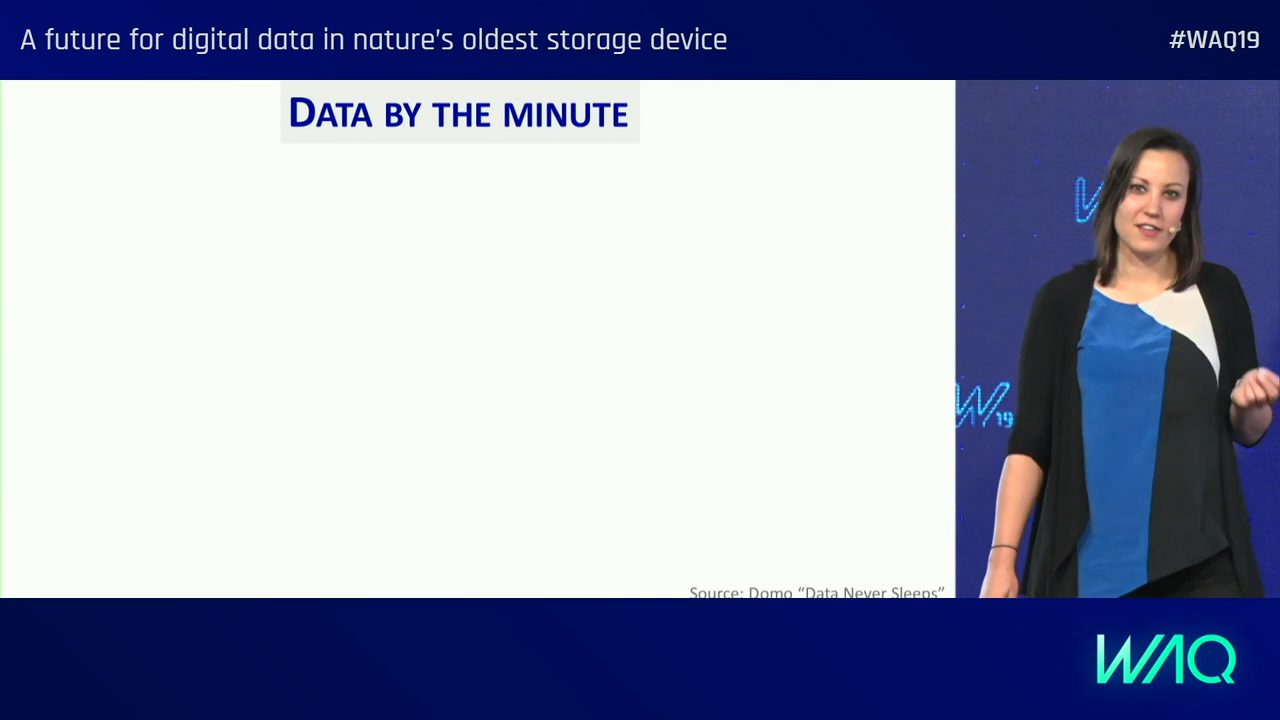 A future for digital data in nature's oldest storage device
#WAQ19
DATA BY THE MINUTE
W
W19
Source: Domo “Data Never Sleeps”
WAQ